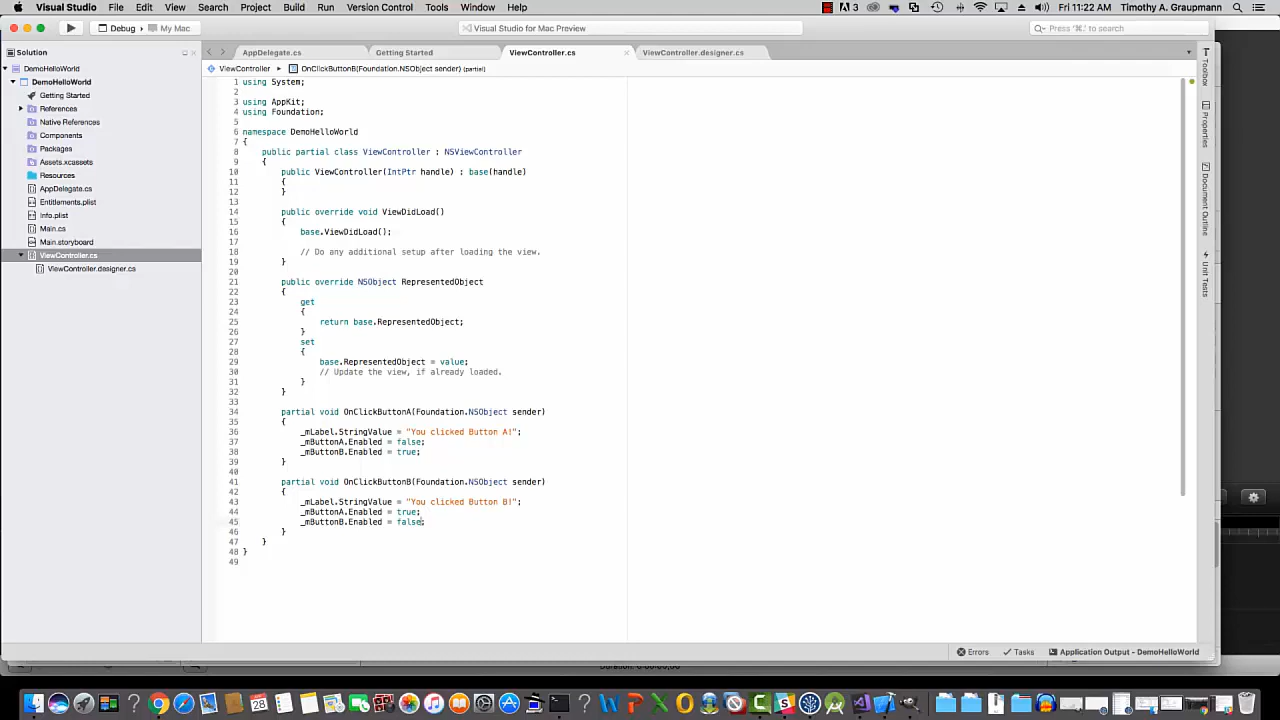 Visual Studio File Edit View Search Project Build Run Version Control Tools Window Help 3 Fri 11:22 AM Timothy A. Graupmann
Debug My Mac Visual Studio for Mac Preview Press '⌘.' to search
Solution
AppDelegate.cs Getting Started ViewController.cs ViewController.designer.cs
ViewController OnClickButtonB(Foundation.NSObject sender) (partial)
DemoHelloWorld
DemoHelloWorld
Getting Started
References
Native References
Components
Packages
Assets.xcassets
Resources
AppDelegate.cs
Entitlements.plist
Info.plist
Main.cs
Main.storyboard
ViewController.cs
ViewController.designer.cs
1 using System;
2
3 using AppKit;
4 using Foundation;
5
6 namespace DemoHelloWorld
7 {
8 public partial class ViewController : NSViewController
9 {
10 public ViewController(IntPtr handle) : base(handle)
11 {
12 }
13
14 public override void ViewDidLoad()
15 {
16 base.ViewDidLoad();
17
18 // Do any additional setup after loading the view.
19 }
20
21 public override NSObject RepresentedObject
22 {
23 get
24 {
25 return base.RepresentedObject;
26 }
27 set
28 {
29 base.RepresentedObject = value;
30 // Update the view, if already loaded.
31 }
32 }
33
34 partial void OnClickButtonA(Foundation.NSObject sender)
35 {
36 _mLabel.StringValue = "You clicked Button A!";
37 _mButtonA.Enabled = false;
38 _mButtonB.Enabled = true;
39 }
40
41 partial void OnClickButtonB(Foundation.NSObject sender)
42 {
43 _mLabel.StringValue = "You clicked Button B!";
44 _mButtonA.Enabled = true;
45 _mButtonB.Enabled = false;
46 }
47 }
48 }
49
Toolbox
Properties
Document Outline
Unit Tests
Errors Tasks Application Output - DemoHelloWorld
28